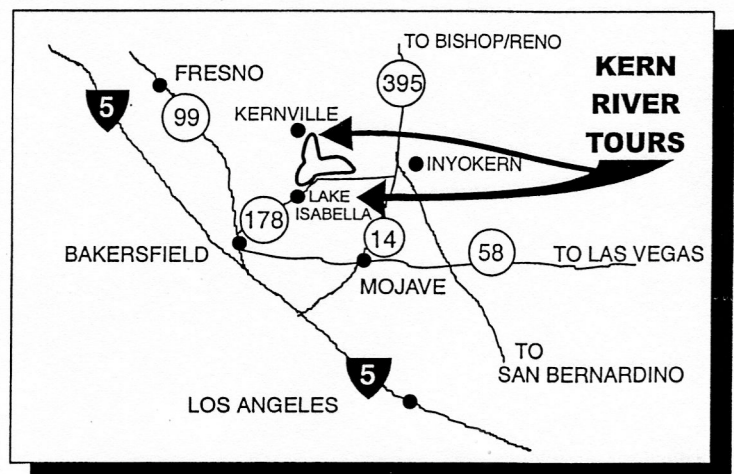 TO BISHOP/RENO
FRESNO
KERN
RIVER
TOURS
395
5
99
KERNVILLE
INYOKERN
LAKE
ISABELLA
178
14
58
BAKERSFIELD
TO LAS VEGAS
MOJAVE
TO
SAN BERNARDINO
5
LOS ANGELES